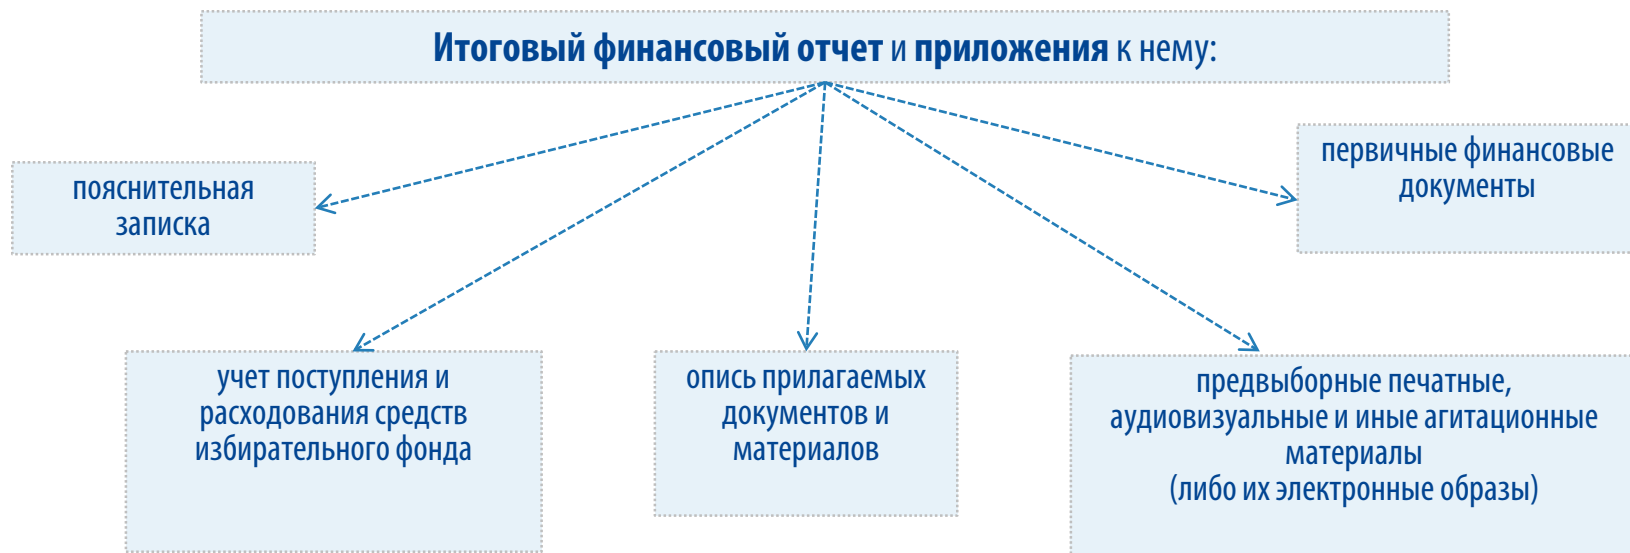 Итоговый финансовый отчет и приложения к нему:
пояснительная
записка
первичные финансовые
документы
учет поступления и
расходования средств
избирательного фонда
опись прилагаемых
документов и
материалов
предвыборные печатные,
аудиовизуальные и иные агитационные
материалы
(либо их электронные образы)